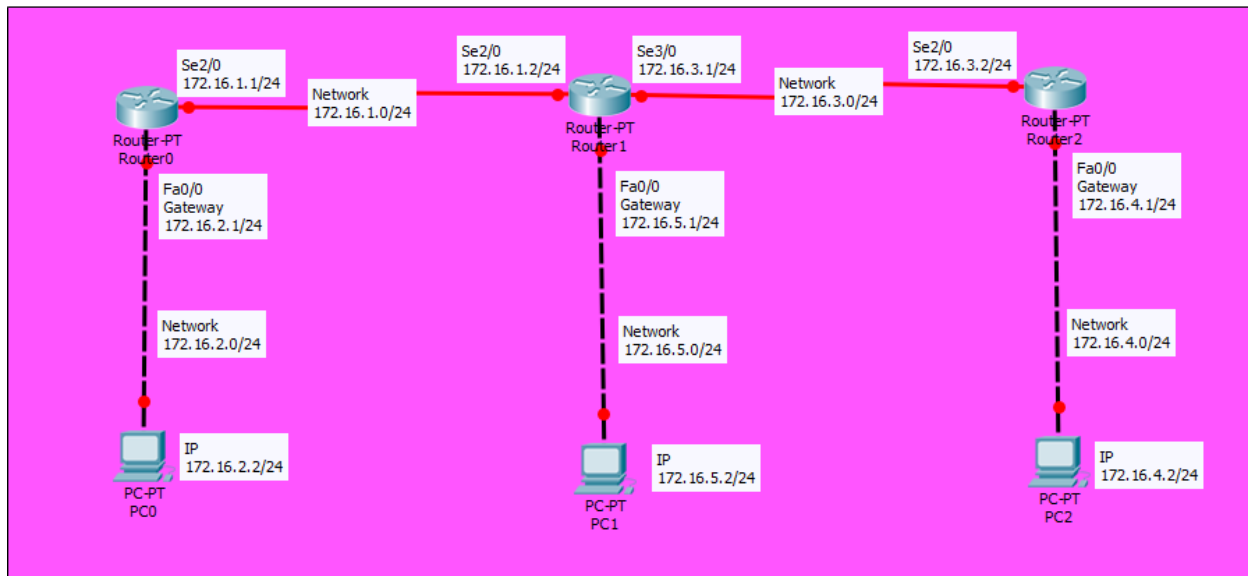 Se2/0
172.16.1.1/24
Network
172.16.1.0/24
Se2/0
172.16.1.2/24
Se3/0
172.16.3.1/24
Network
172.16.3.0/24
Se2/0
172.16.3.2/24
Router-PT
Router0
Router-PT
Router1
Router-PT
Router2
Fa0/0
Gateway
172.16.2.1/24
Fa0/0
Gateway
172.16.5.1/24
Fa0/0
Gateway
172.16.4.1/24
Network
172.16.2.0/24
Network
172.16.5.0/24
Network
172.16.4.0/24
IP
172.16.2.2/24
PC-PT
PC0
IP
172.16.5.2/24
PC-PT
PC1
IP
172.16.4.2/24
PC-PT
PC2